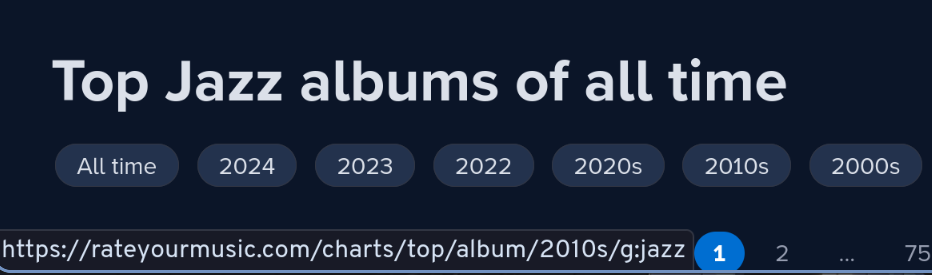 Top Jazz albums of all time
All time 2024 2023 2022 2020s 2010s 2000s
https://rateyourmusic.com/charts/top/album/2010s/g:jazz 1 2 ... 75